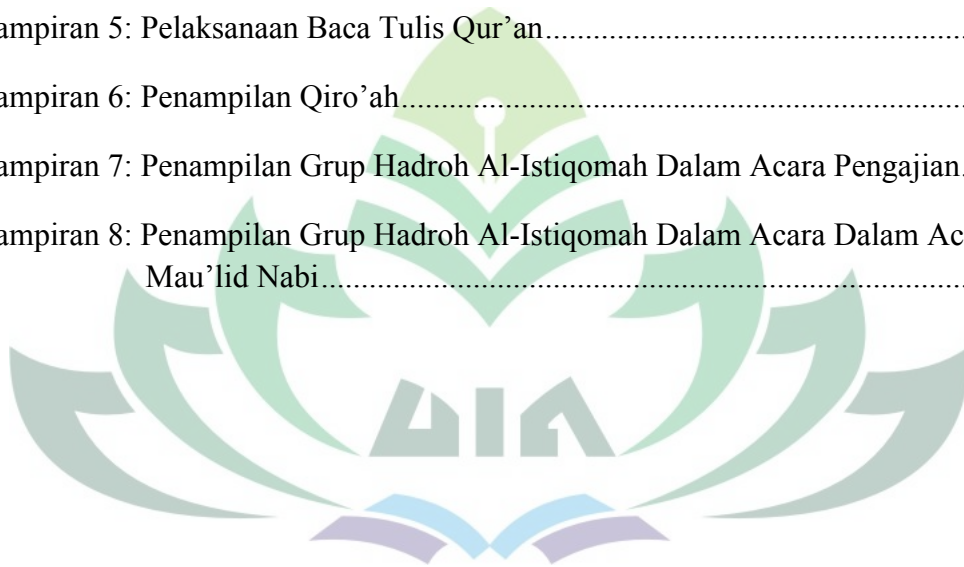 ampiran 5: Pelaksanaan Baca Tulis Qur’an...........................................................
ampiran 6: Penampilan Qiro’ah...............................................................................
ampiran 7: Penampilan Grup Hadroh Al-Istiqomah Dalam Acara Pengajian.
ampiran 8: Penampilan Grup Hadroh Al-Istiqomah Dalam Acara Dalam Ac
Mau’lid Nabi.........................................................................................
UIN